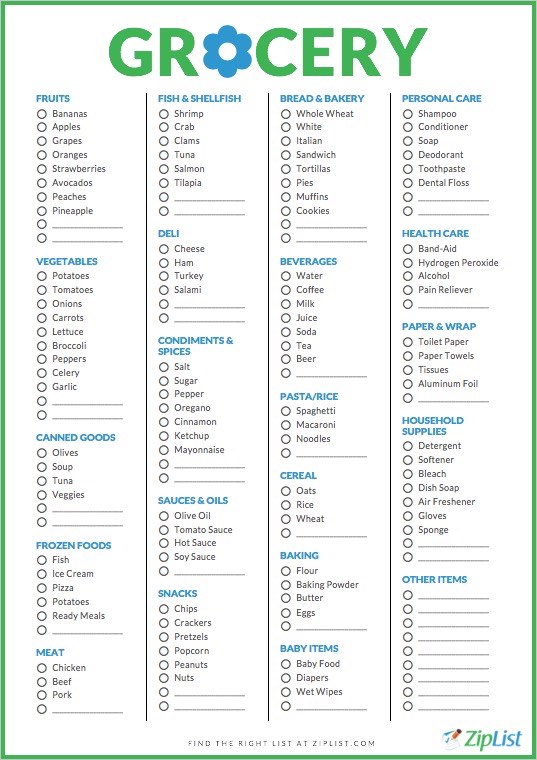 GROCERY
FRUITS
Bananas
Apples
Grapes
Oranges
Strawberries
Avocados
Peaches
Pineapple
VEGETABLES
Potatoes
Tomatoes
Onions
Carrots
Lettuce
Broccoli
Peppers
Celery
Garlic
CANNED GOODS
Olives
Soup
Tuna
Veggies
FROZEN FOODS
Fish
Ice Cream
Pizza
Potatoes
Ready Meals
MEAT
Chicken
Beef
Pork
FISH & SHELLFISH
Shrimp
Crab
Clams
Tuna
Salmon
Tilapia
DELI
Cheese
Ham
Turkey
Salami
CONDIMENTS &
SPICES
Salt
Sugar
Pepper
Oregano
Cinnamon
Ketchup
Mayonnaise
SAUCES & OILS
Olive Oil
Tomato Sauce
Hot Sauce
Soy Sauce
SNACKS
Chips
Crackers
Pretzels
Popcorn
Peanuts
Nuts
BREAD & BAKERY
Whole Wheat
White
Italian
Sandwich
Tortillas
Pies
Muffins
Cookies
BEVERAGES
Water
Coffee
Milk
Juice
Soda
Tea
Beer
PASTA/RICE
Spaghetti
Macaroni
Noodles
CEREAL
Oats
Rice
Wheat
BAKING
Flour
Baking Powder
Butter
Eggs
BABY ITEMS
Baby Food
Diapers
Wet Wipes
PERSONAL CARE
Shampoo
Conditioner
Soap
Deodorant
Toothpaste
Dental Floss
HEALTH CARE
Band-Aid
Hydrogen Peroxide
Alcohol
Pain Reliever
PAPER & WRAP
Toilet Paper
Paper Towels
Tissues
Aluminum Foil
HOUSEHOLD
SUPPLIES
Detergent
Softener
Bleach
Dish Soap
Air Freshener
Gloves
Sponge
OTHER ITEMS
FIND THE RIGHT LIST AT ZIPLIST.COM
ZipList